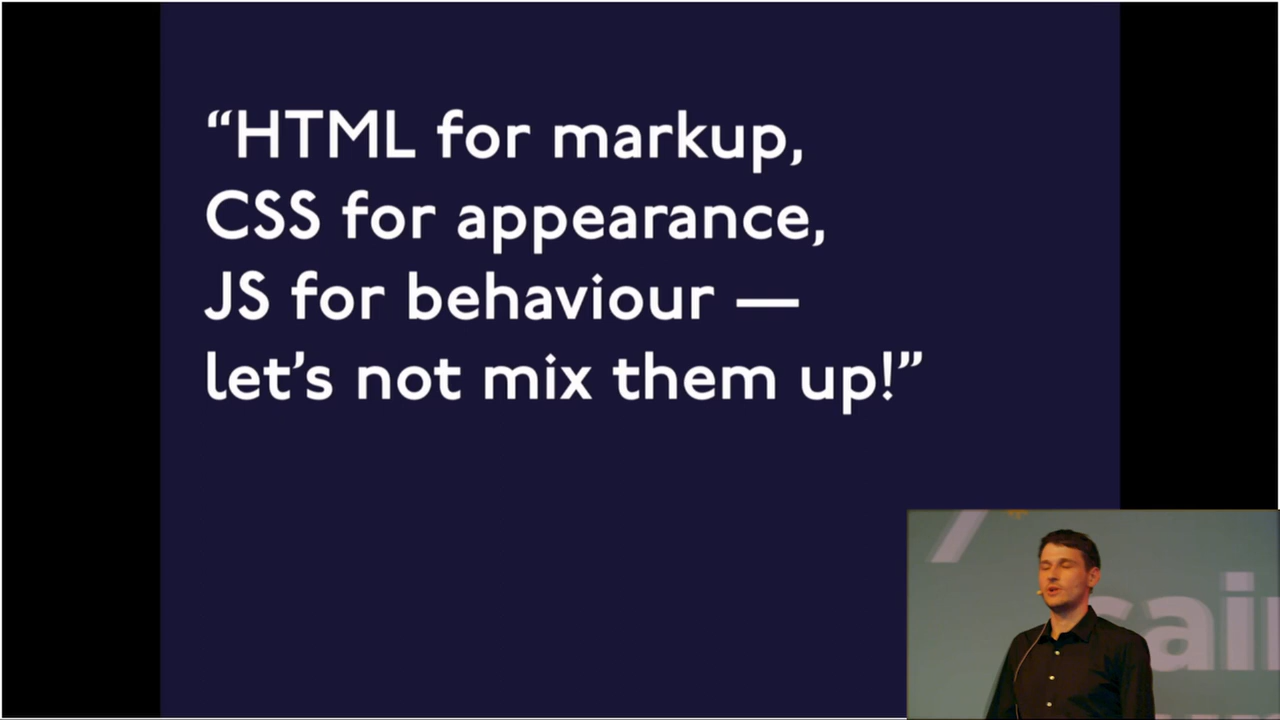 “HTML for markup,
CSS for appearance,
JS for behaviour —
let’s not mix them up!”